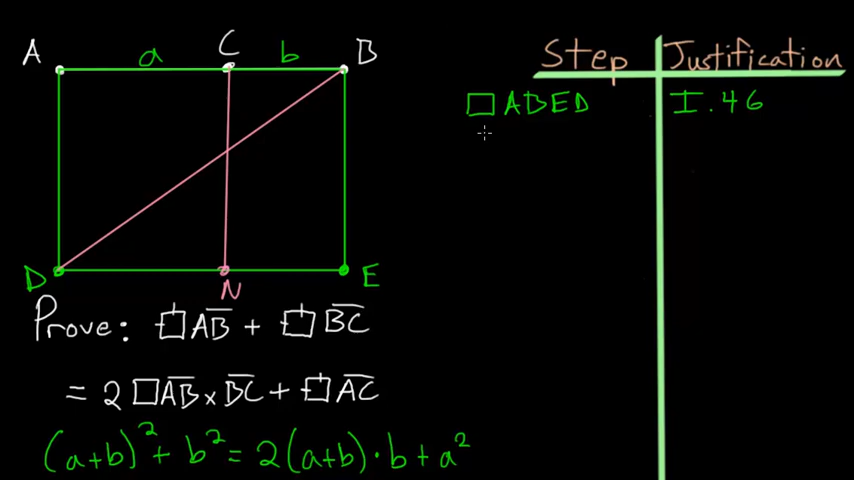 A a C b B
D N E
Prove: □AB + □BC
= 2□AB x BC + □AC
(a+b)² + b² = 2(a+b)·b + a²
Step Justification
□ABED I.46